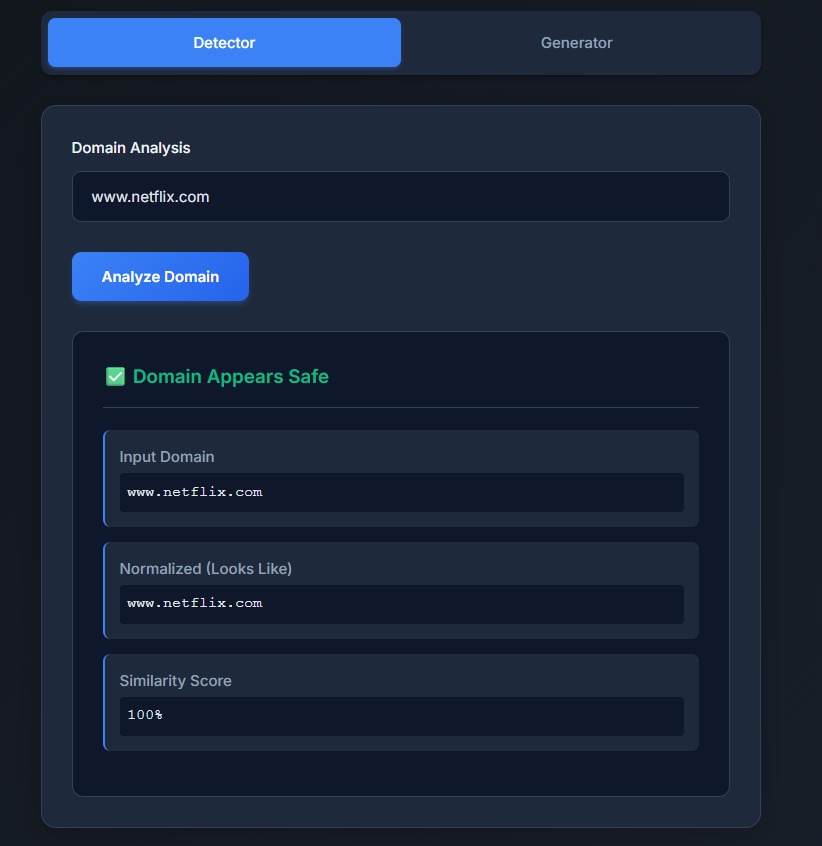 Detector
Generator
Domain Analysis
www.netflix.com
Analyze Domain
✅ Domain Appears Safe
Input Domain
www.netflix.com
Normalized (Looks Like)
www.netflix.com
Similarity Score
100%